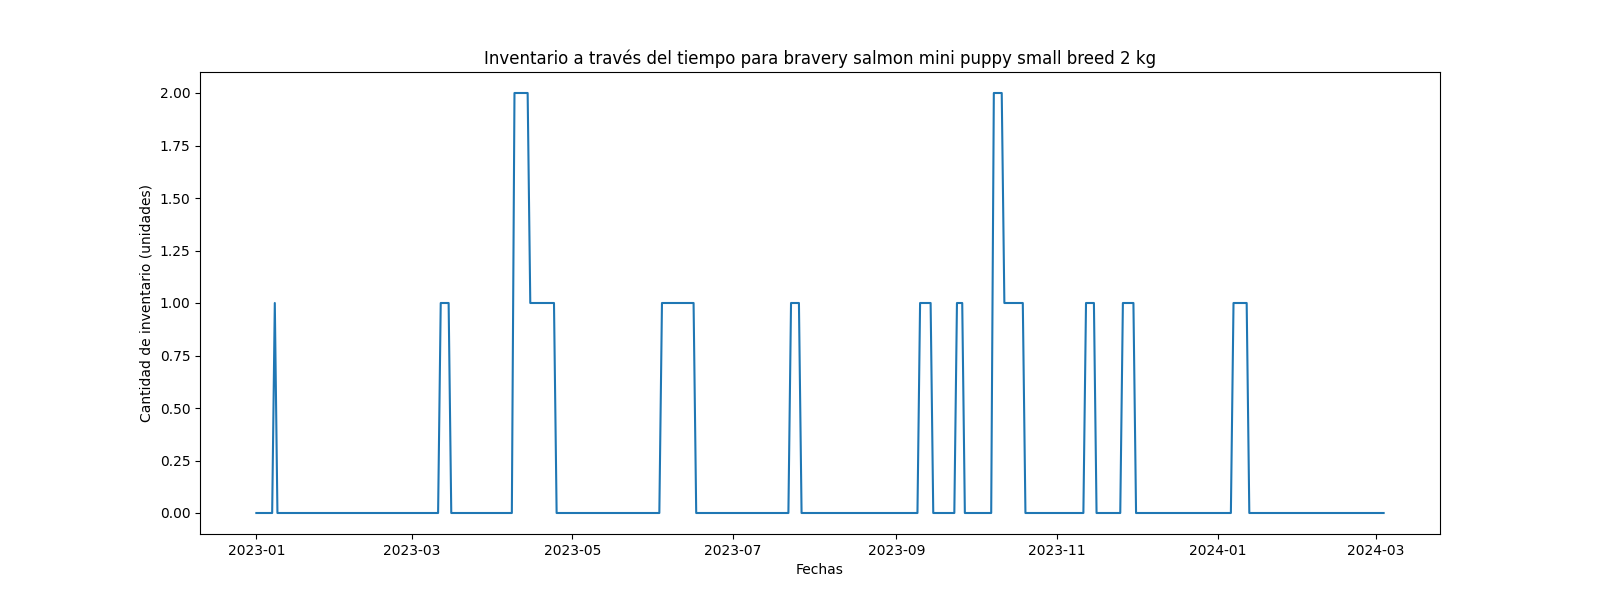 Inventario a través del tiempo para bravery salmon mini puppy small breed 2 kg
Cantidad de inventario (unidades)
2.00
1.75
1.50
1.25
1.00
0.75
0.50
0.25
0.00
2023-01 2023-03 2023-05 2023-07 2023-09 2023-11 2024-01 2024-03
Fechas